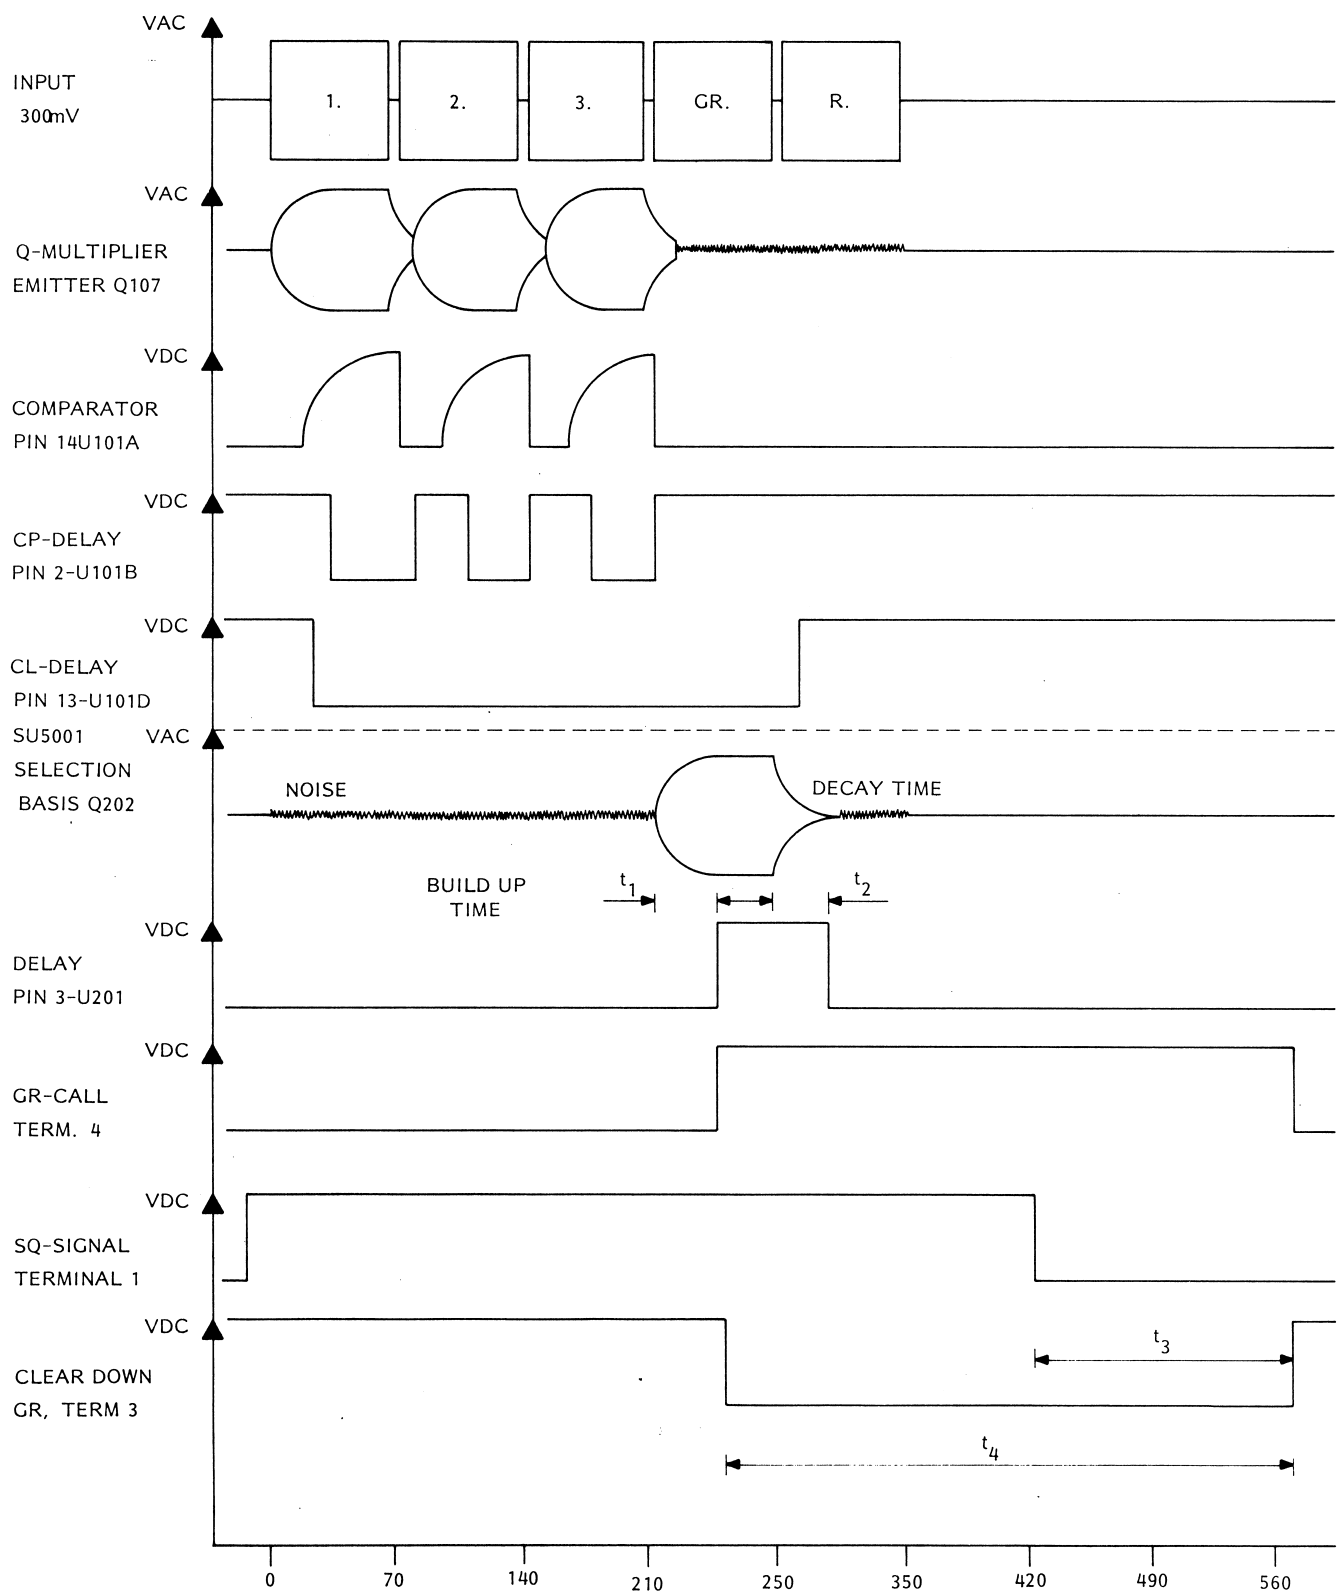 VAC
INPUT
300mV
1.
2.
3.
GR.
R.
VAC
Q-MULTIPLIER
EMITTER Q107
VDC
COMPARATOR
PIN 14U101A
VDC
CP-DELAY
PIN 2-U101B
VDC
CL-DELAY
PIN 13-U101D
SU5001
VAC
SELECTION
BASIS Q202
NOISE
DECAY TIME
BUILD UP
TIME
t1
t2
VDC
DELAY
PIN 3-U201
VDC
GR-CALL
TERM. 4
VDC
SQ-SIGNAL
TERMINAL 1
VDC
CLEAR DOWN
GR, TERM 3
t3
t4
0 70 140 210 250 350 420 490 560